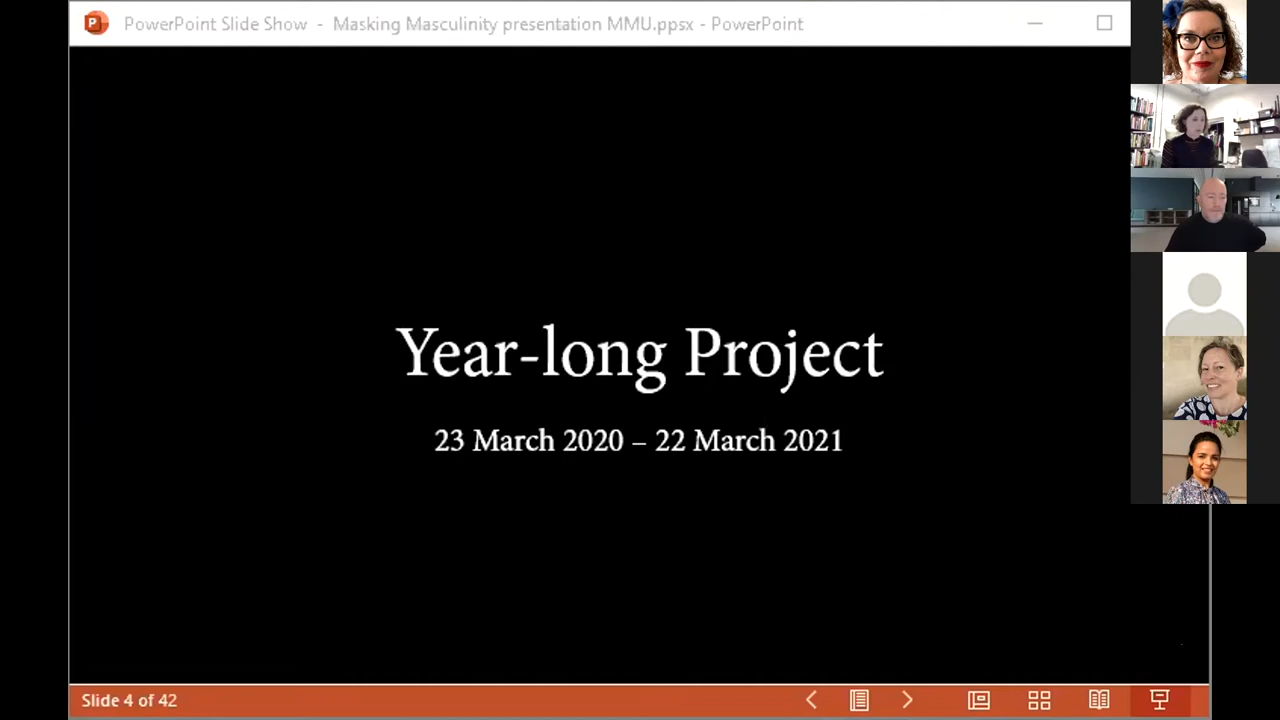 PowerPoint Slide Show - Masking Masculinity presentation MMU.ppsx - PowerPoint
Year-long Project
23 March 2020 – 22 March 2021
Slide 4 of 42